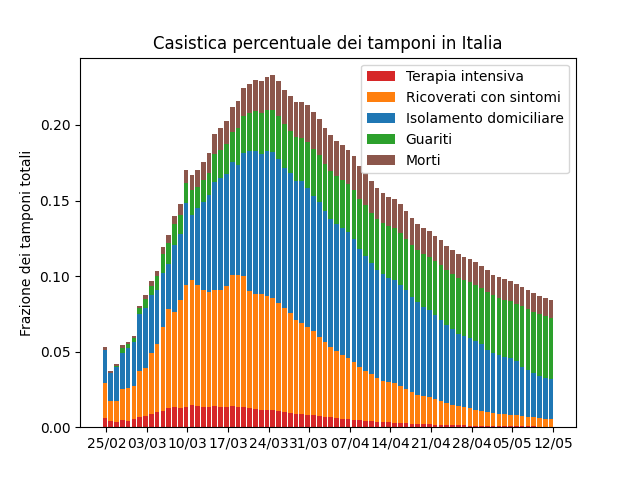 Casistica percentuale dei tamponi in Italia
Terapia intensiva
Ricoverati con sintomi
Isolamento domiciliare
Guariti
Morti
Frazione dei tamponi totali
0.20
0.15
0.10
0.05
0.00
25/02 03/03 10/03 17/03 24/03 31/03 07/04 14/04 21/04 28/04 05/05 12/05